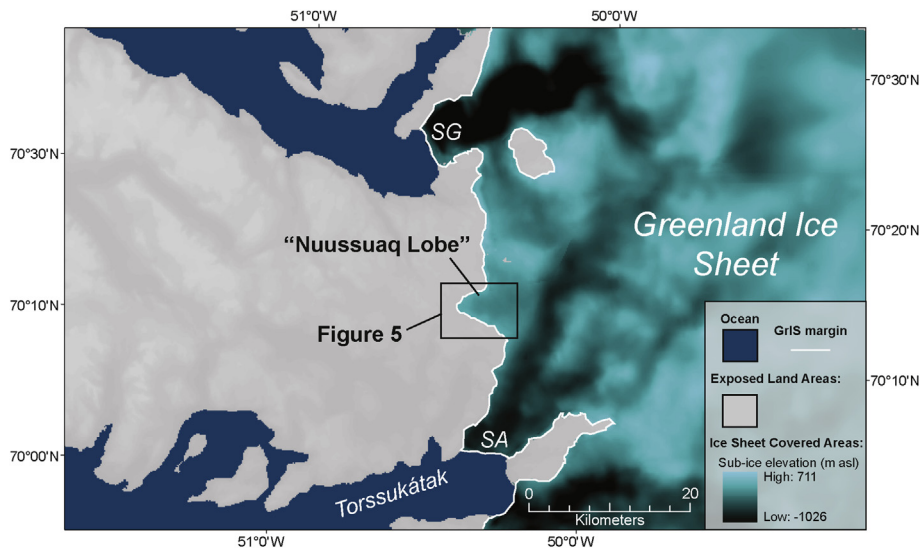 51°0'W 50°0'W
70°30'N
SG
70°30'N
Greenland Ice
Sheet
70°20'N
“Nuussuaq Lobe”
70°10'N
Figure 5
Ocean
GrIS margin
Exposed Land Areas:
70°10'N
SA
70°00'N
Ice Sheet Covered Areas:
Sub-ice elevation (m asl)
High: 711
Low: -1026
Torssukátak
0 20
Kilometers
51°0'W 50°0'W